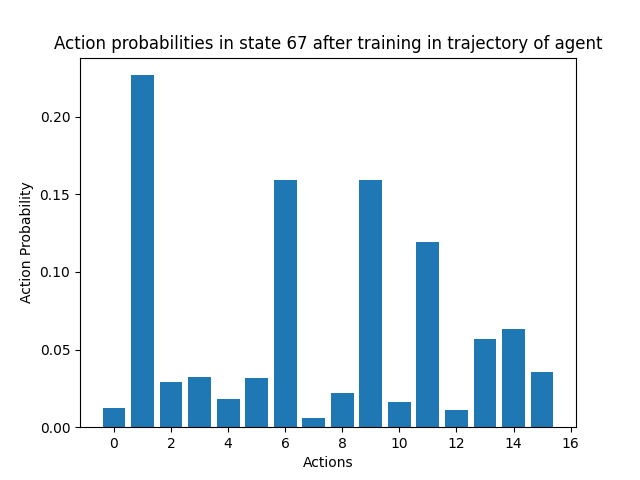 Action probabilities in state 67 after training in trajectory of agent
Action Probability
0.20
0.15
0.10
0.05
0.00
0 2 4 6 8 10 12 14 16
Actions